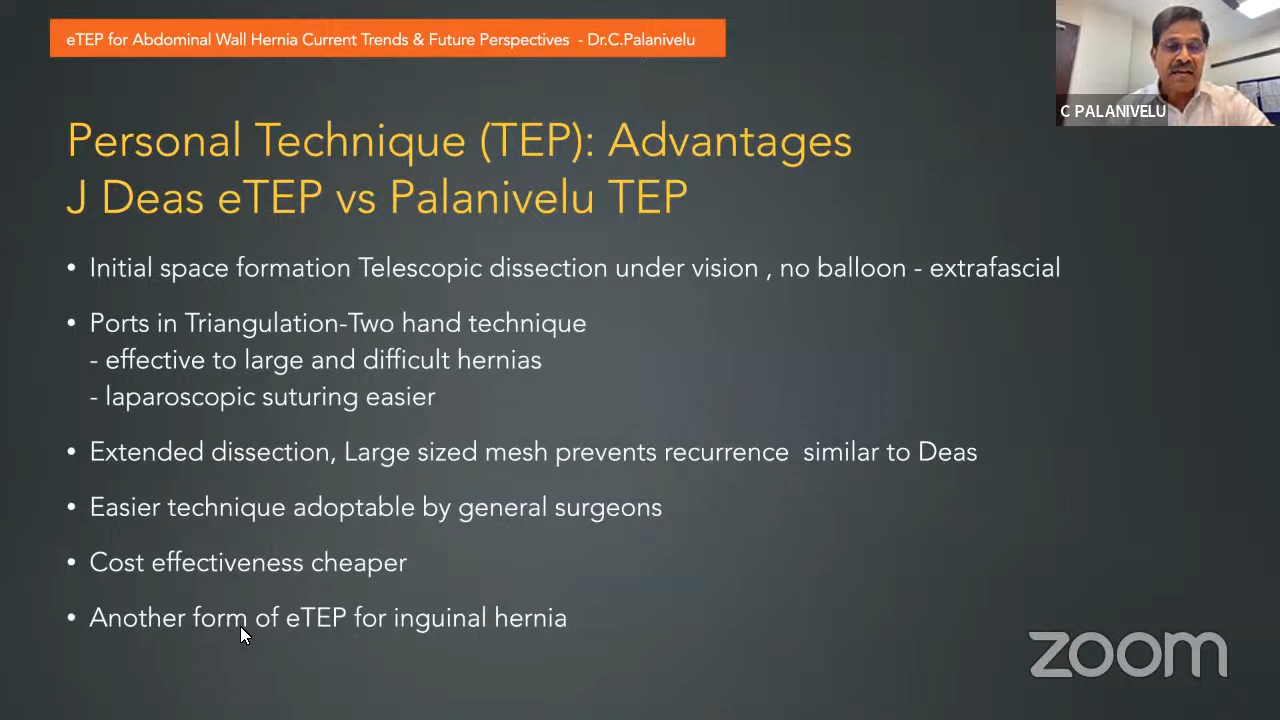 eTEP for Abdominal Wall Hernia Current Trends & Future Perspectives - Dr.C.Palanivelu
C PALANIVELU
Personal Technique (TEP): Advantages
J Deas eTEP vs Palanivelu TEP
• Initial space formation Telescopic dissection under vision , no balloon - extrafascial
• Ports in Triangulation-Two hand technique
- effective to large and difficult hernias
- laparoscopic suturing easier
• Extended dissection, Large sized mesh prevents recurrence similar to Deas
• Easier technique adoptable by general surgeons
• Cost effectiveness cheaper
• Another form of eTEP for inguinal hernia
zoom